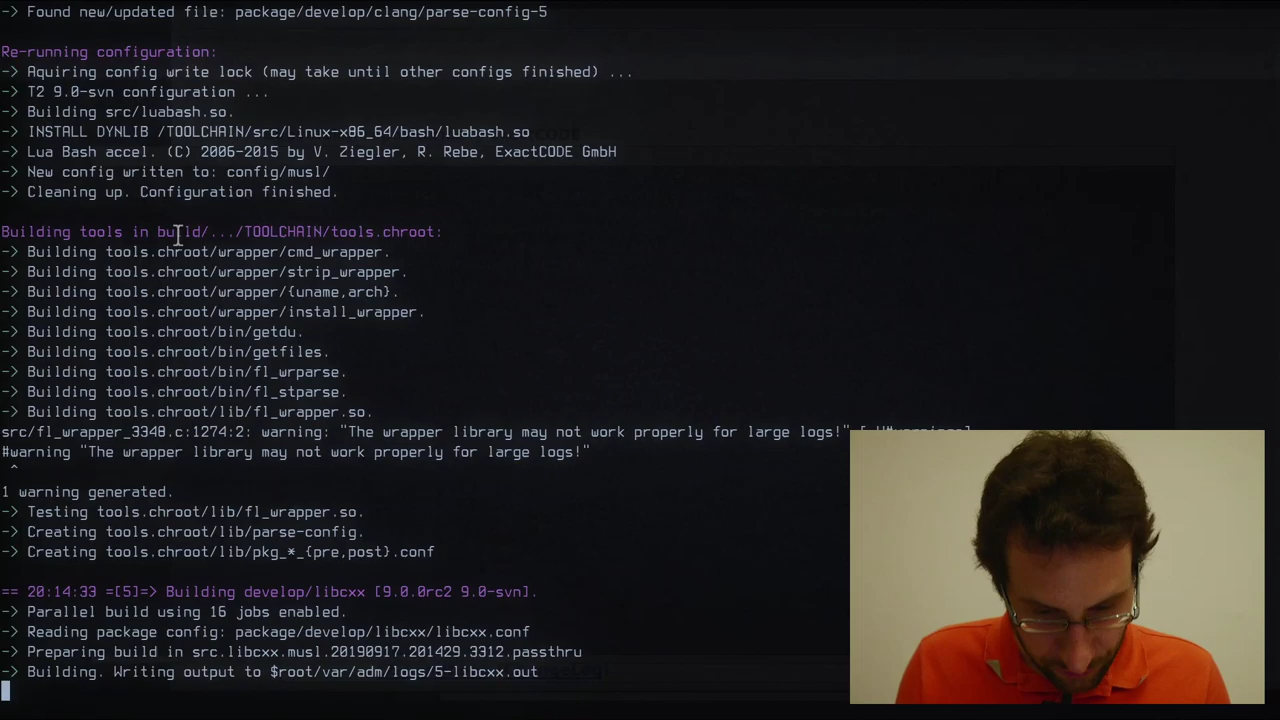 -> Found new/updated file: package/develop/clang/parse-config-5
Re-running configuration:
-> Aquiring config write lock (may take until other configs finished) ...
-> T2 9.0-svn configuration ...
-> Building src/luabash.so.
-> INSTALL DYNLIB /TOOLCHAIN/src/Linux-x86_64/bash/luabash.so
-> Lua Bash accel. (C) 2006-2015 by V. Ziegler, R. Rebe, ExactCODE GmbH
-> New config written to: config/musl/
-> Cleaning up. Configuration finished.
Building tools in build/.../TOOLCHAIN/tools.chroot:
-> Building tools.chroot/wrapper/cmd_wrapper.
-> Building tools.chroot/wrapper/strip_wrapper.
-> Building tools.chroot/wrapper/{uname,arch}.
-> Building tools.chroot/wrapper/install_wrapper.
-> Building tools.chroot/bin/getdu.
-> Building tools.chroot/bin/getfiles.
-> Building tools.chroot/bin/fl_wrparse.
-> Building tools.chroot/bin/fl_stparse.
-> Building tools.chroot/lib/fl_wrapper.so.
src/fl_wrapper_3348.c:1274:2: warning: "The wrapper library may not work properly for large logs!"
#warning "The wrapper library may not work properly for large logs!"
^
1 warning generated.
-> Testing tools.chroot/lib/fl_wrapper.so.
-> Creating tools.chroot/lib/parse-config.
-> Creating tools.chroot/lib/pkg_*_{pre,post}.conf
== 20:14:33 =[5]=> Building develop/libcxx [9.0.0rc2 9.0-svn].
-> Parallel build using 16 jobs enabled.
-> Reading package config: package/develop/libcxx/libcxx.conf
-> Preparing build in src.libcxx.musl.20190917.201429.3312.passthru
-> Building. Writing output to $root/var/adm/logs/5-libcxx.out